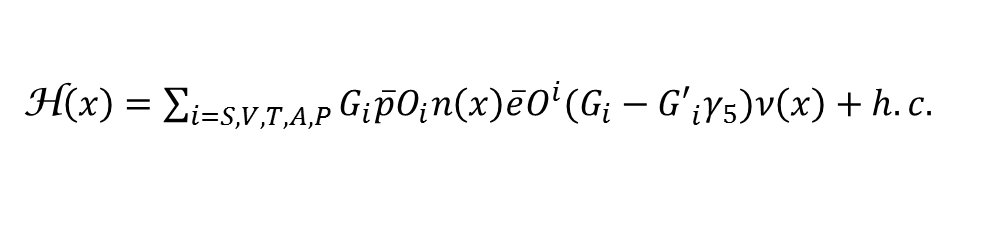 ℋ(x) = ∑_{i=S,V,T,A,P} G_i p̄O_i n(x)ēO^i(G_i − G′_i γ_5)ν(x) + h.c.